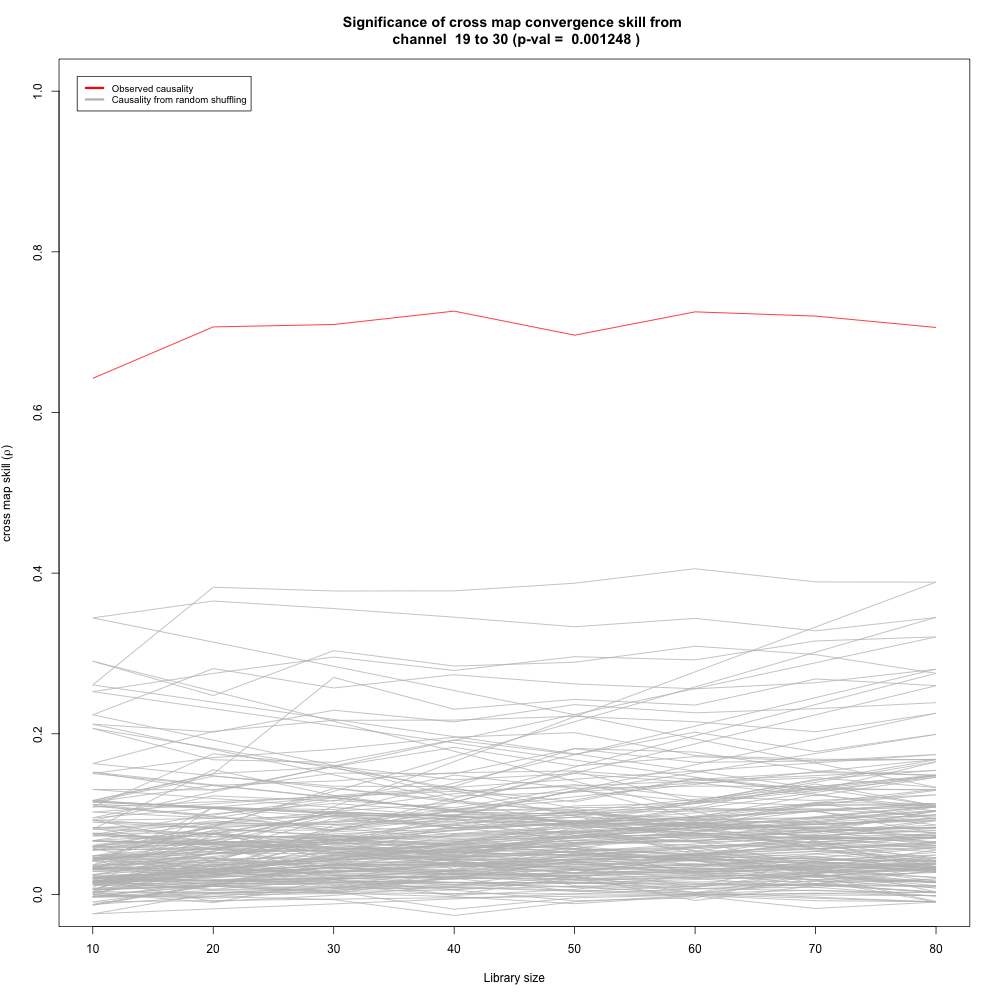 Significance of cross map convergence skill from
channel  19 to 30 (p-val =  0.001248 )
Observed causality
Causality from random shuffling
cross map skill (ρ)
1.0
0.8
0.6
0.4
0.2
0.0
10 20 30 40 50 60 70 80
Library size